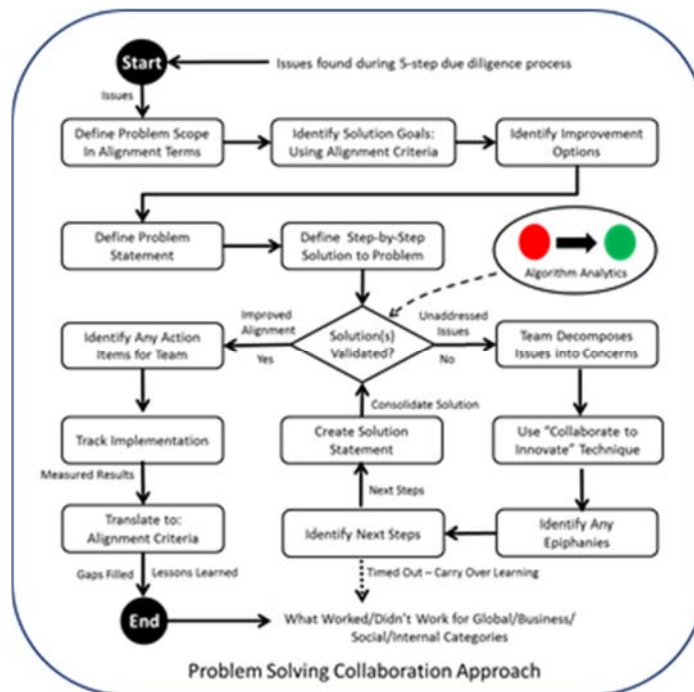 Start
Issues found during 5-step due diligence process
Issues
Define Problem Scope
In Alignment Terms
Identify Solution Goals:
Using Alignment Criteria
Identify Improvement
Options
Define Problem
Statement
Define Step-by-Step
Solution to Problem
Algorithm Analytics
Improved
Alignment
Yes
Solution(s)
Validated?
Unaddressed
Issues
No
Identify Any Action
Items for Team
Team Decomposes
Issues into Concerns
Consolidate Solution
Track Implementation
Create Solution
Statement
Use "Collaborate to
Innovate" Technique
Measured Results
Next Steps
Translate to:
Alignment Criteria
Identify Next Steps
Identify Any
Epiphanies
Gaps Filled
Lessons Learned
Timed Out – Carry Over Learning
End
What Worked/Didn't Work for Global/Business/
Social/Internal Categories
Problem Solving Collaboration Approach